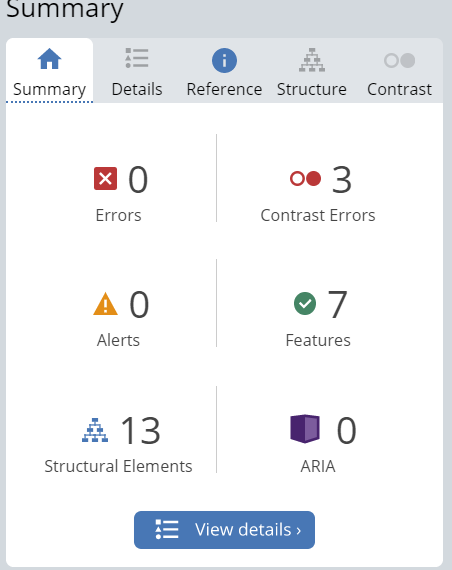 Summary
Summary Details Reference Structure Contrast
0 3
Errors Contrast Errors
0 7
Alerts Features
13 0
Structural Elements ARIA
View details ›